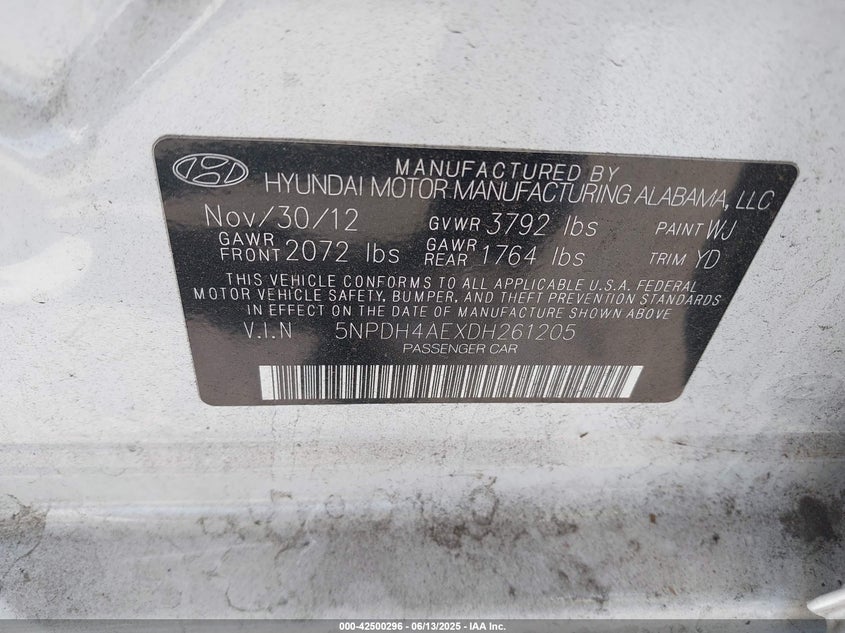 MANUFACTURED BY
HYUNDAI MOTOR MANUFACTURING ALABAMA, LLC
Nov/30/12 GVWR 3792 lbs PAINT WJ
GAWR FRONT 2072 lbs GAWR REAR 1764 lbs TRIM YD
THIS VEHICLE CONFORMS TO ALL APPLICABLE U.S.A. FEDERAL
MOTOR VEHICLE SAFETY, BUMPER, AND THEFT PREVENTION STANDARDS
IN EFFECT ON THE DATE OF MANUFACTURE SHOWN ABOVE
V.I.N 5NPDH4AEXDH261205
PASSENGER CAR
000-42500296 - 06/13/2025 - IAA Inc.